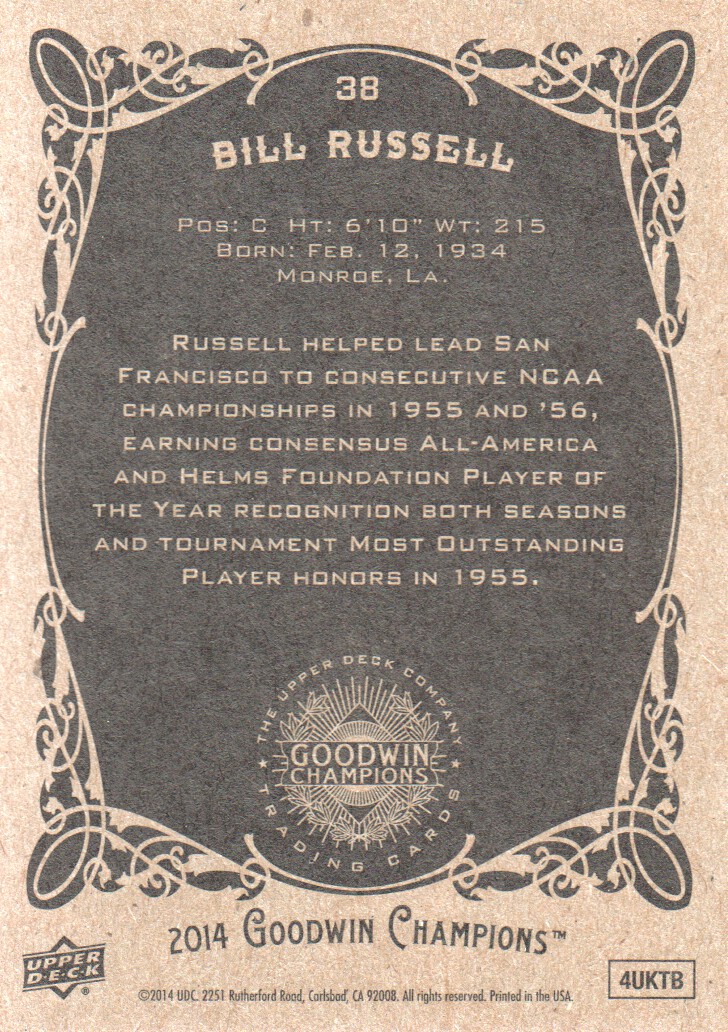 38
BILL RUSSELL
POS: C HT: 6'10" WT: 215
BORN: FEB. 12, 1934
MONROE, LA.
RUSSELL HELPED LEAD SAN
FRANCISCO TO CONSECUTIVE NCAA
CHAMPIONSHIPS IN 1955 AND '56,
EARNING CONSENSUS ALL-AMERICA
AND HELMS FOUNDATION PLAYER OF
THE YEAR RECOGNITION BOTH SEASONS
AND TOURNAMENT MOST OUTSTANDING
PLAYER HONORS IN 1955.
THE UPPER DECK COMPANY
GOODWIN
CHAMPIONS
★ TRADING CARDS ★
2014 GOODWIN CHAMPIONS™
UPPER
D·E·C·K®
©2014 UDC. 2251 Rutherford Road, Carlsbad, CA 92008. All rights reserved. Printed in the USA.
4UKTB